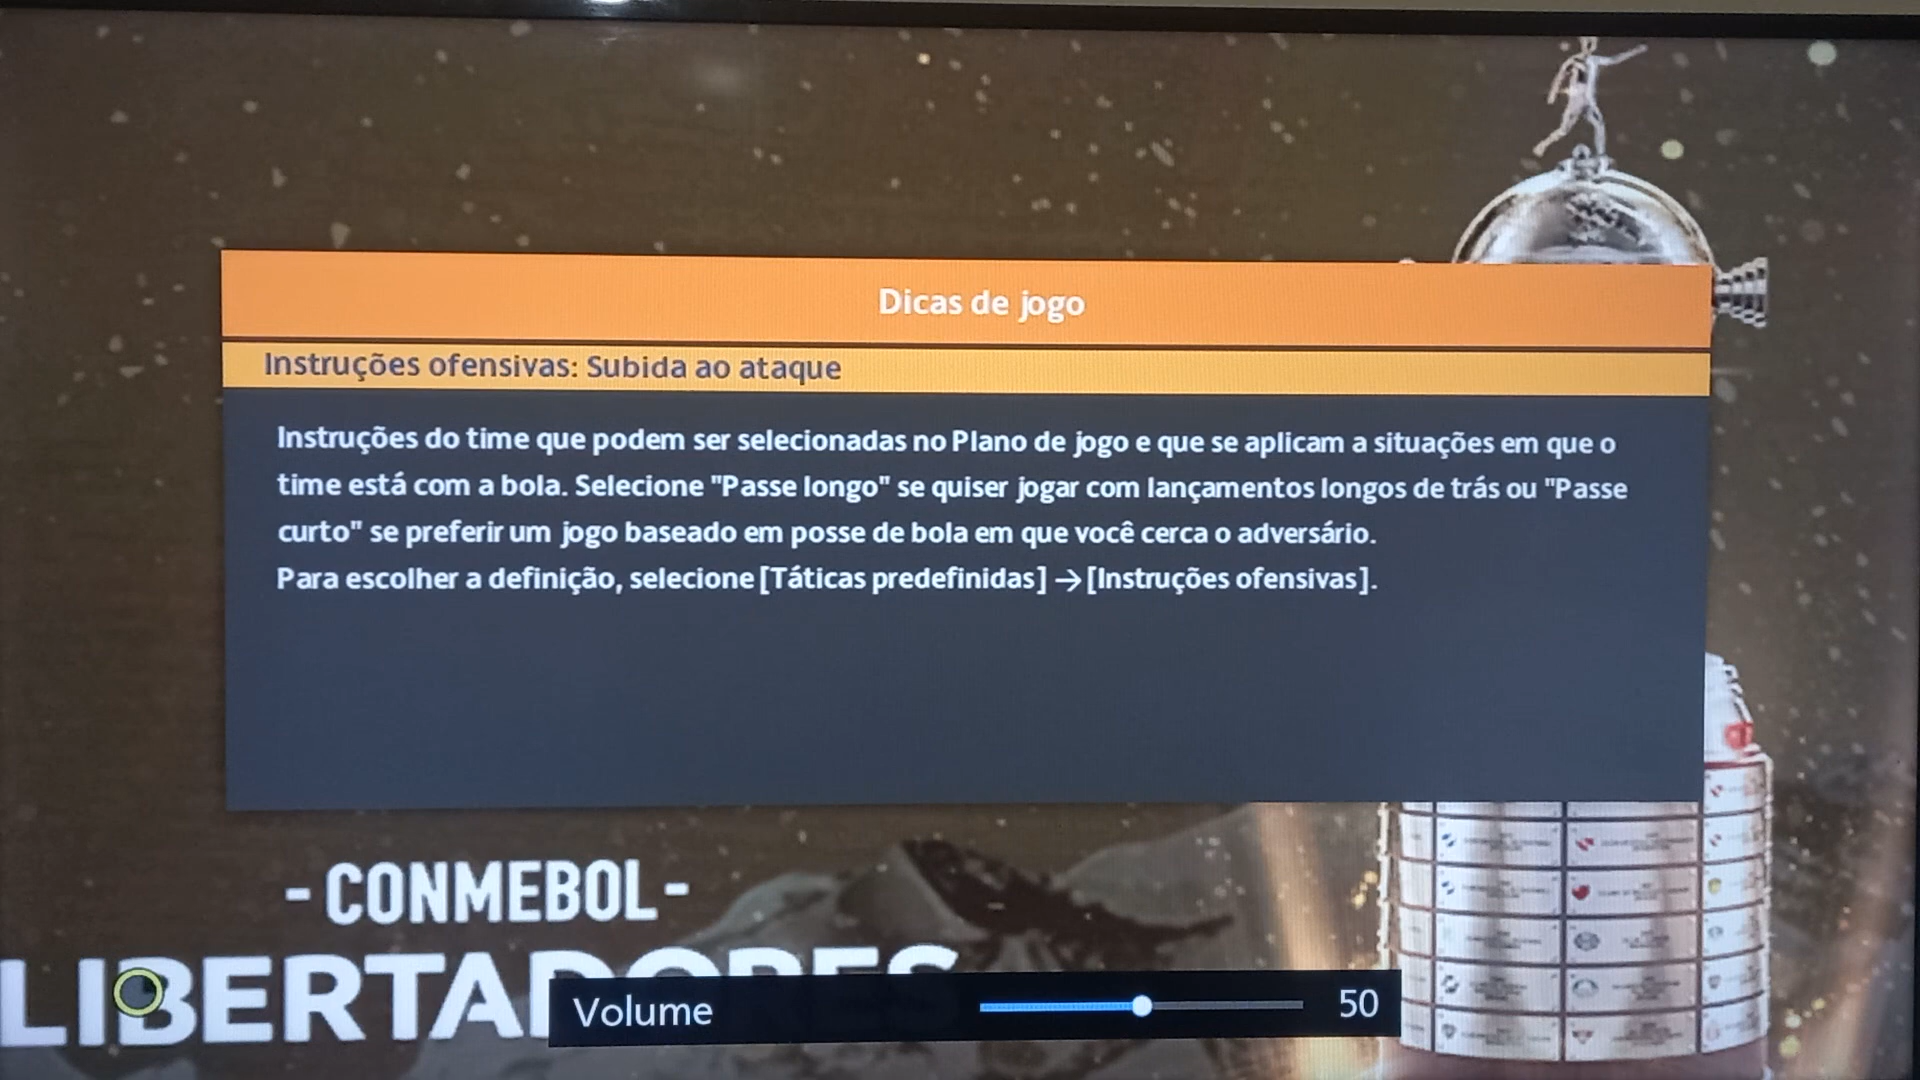 Dicas de jogo
Instruções ofensivas: Subida ao ataque
Instruções do time que podem ser selecionadas no Plano de jogo e que se aplicam a situações em que o
time está com a bola. Selecione "Passe longo" se quiser jogar com lançamentos longos de trás ou "Passe
curto" se preferir um jogo baseado em posse de bola em que você cerca o adversário.
Para escolher a definição, selecione [Táticas predefinidas] → [Instruções ofensivas].
- CONMEBOL -
LIBERTADORES
Volume 50